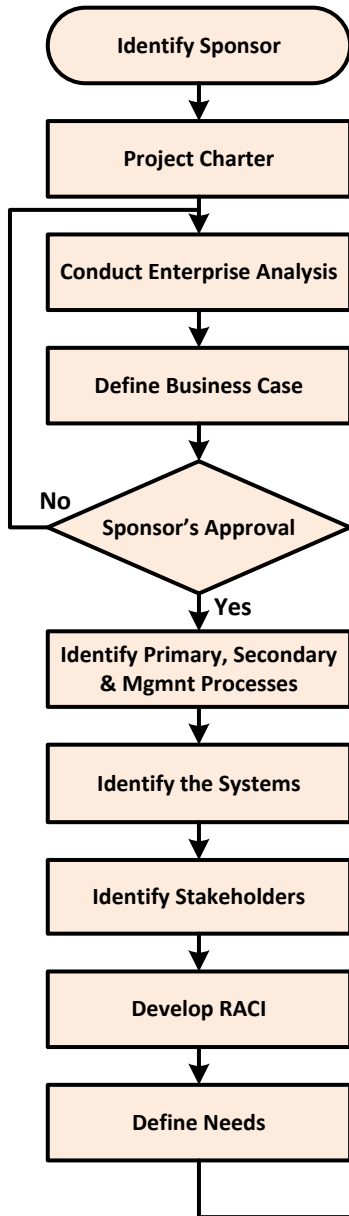 Identify Sponsor
Project Charter
Conduct Enterprise Analysis
Define Business Case
No
Sponsor’s Approval
Yes
Identify Primary, Secondary
& Mgmnt Processes
Identify the Systems
Identify Stakeholders
Develop RACI
Define Needs